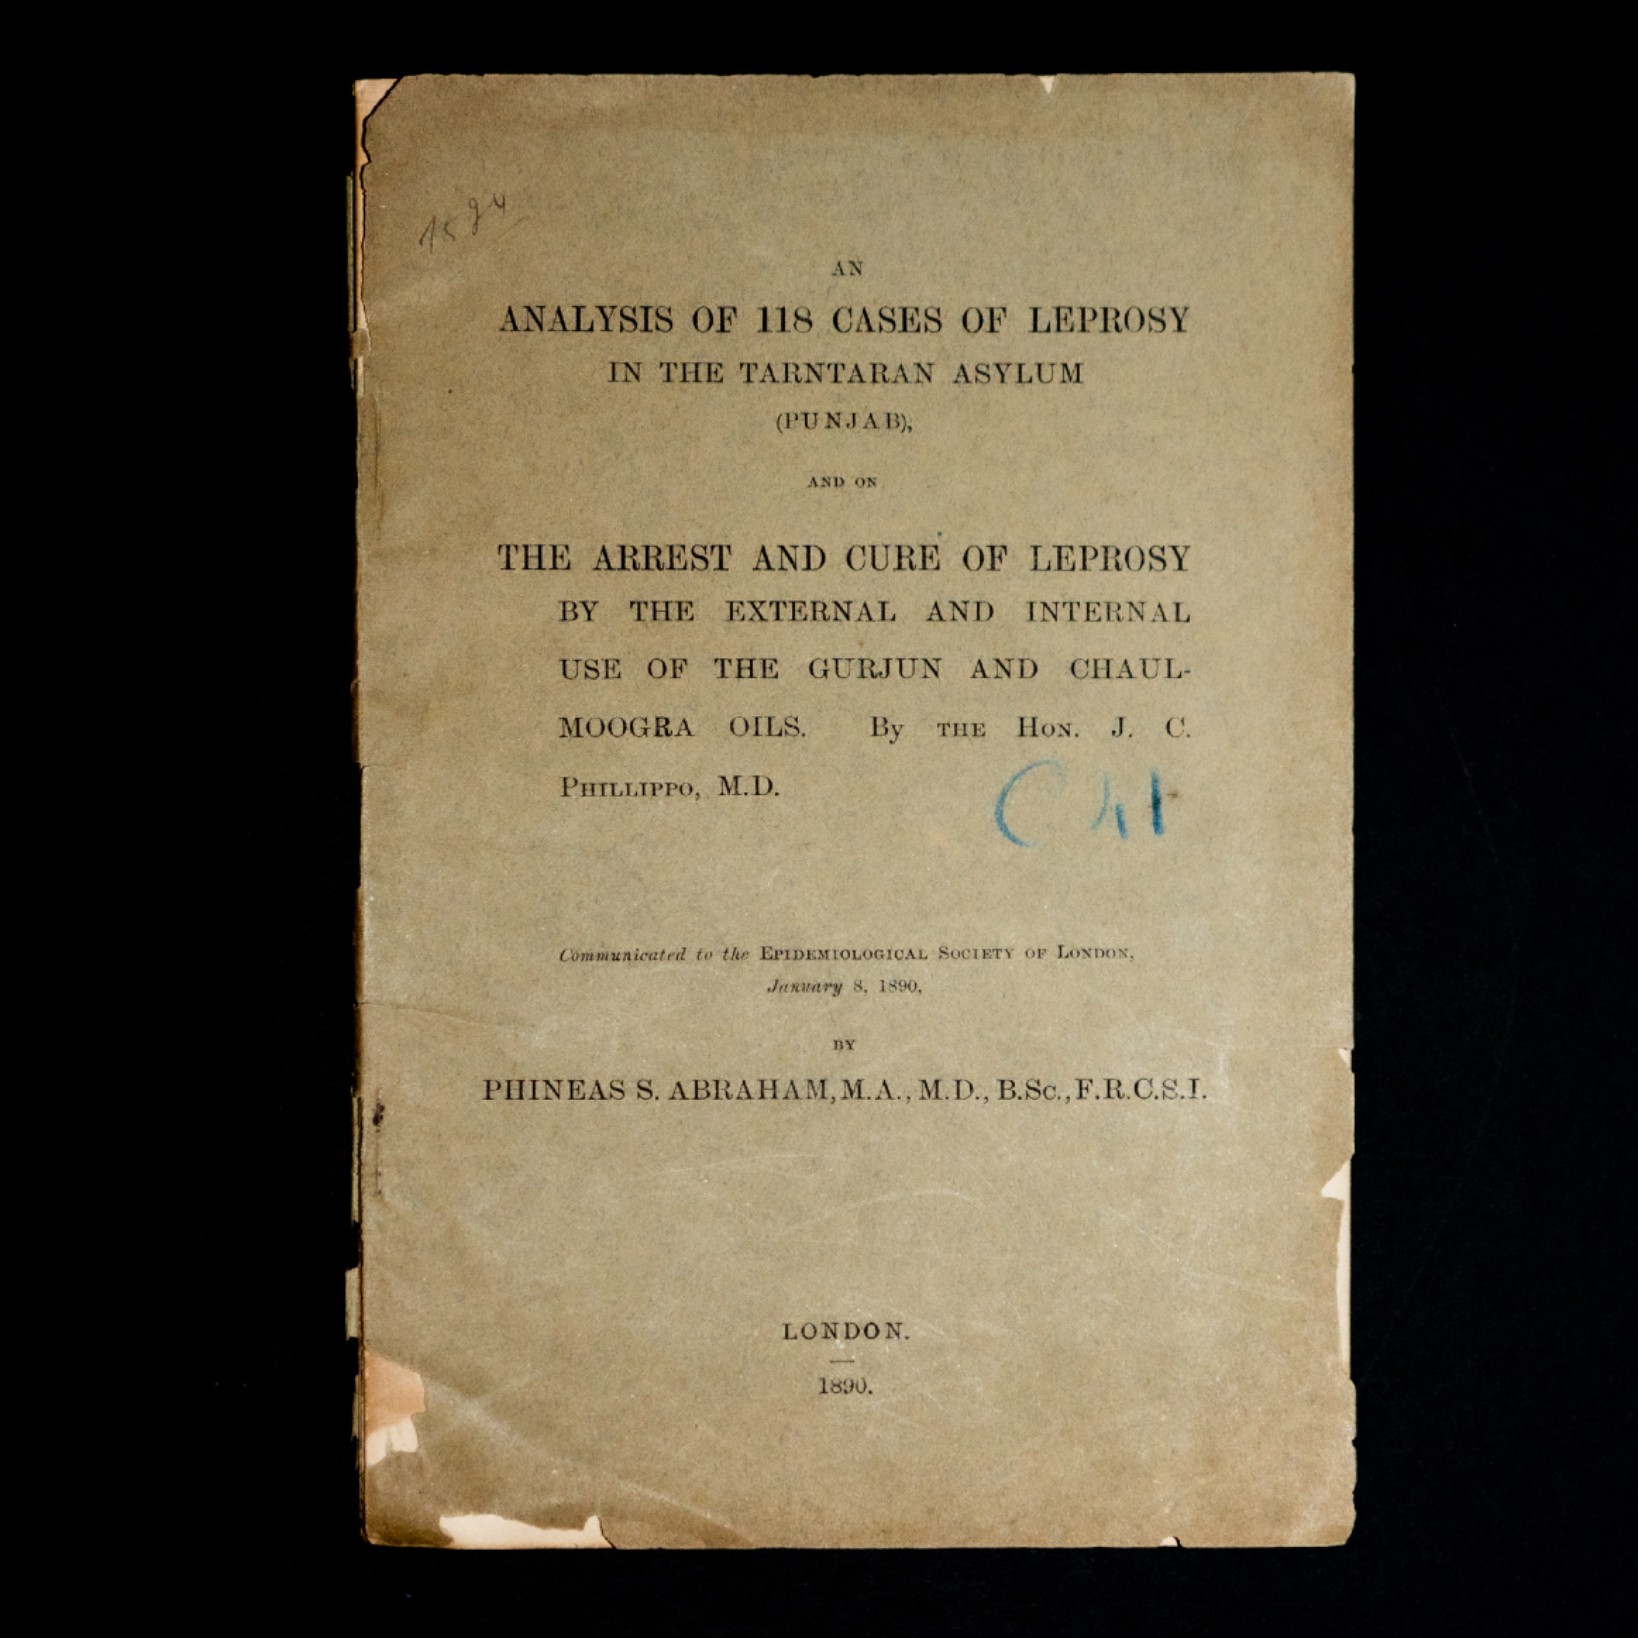 AN
ANALYSIS OF 118 CASES OF LEPROSY
IN THE TARNTARAN ASYLUM
(PUNJAB),
AND ON
THE ARREST AND CURE OF LEPROSY
BY THE EXTERNAL AND INTERNAL
USE OF THE GURJUN AND CHAUL-
MOOGRA OILS. By THE HON. J. C.
PHILLIPPO, M.D.
Communicated to the EPIDEMIOLOGICAL SOCIETY OF LONDON,
January 8, 1890,
BY
PHINEAS S. ABRAHAM, M.A., M.D., B.Sc., F.R.C.S.I.
LONDON.
1890.